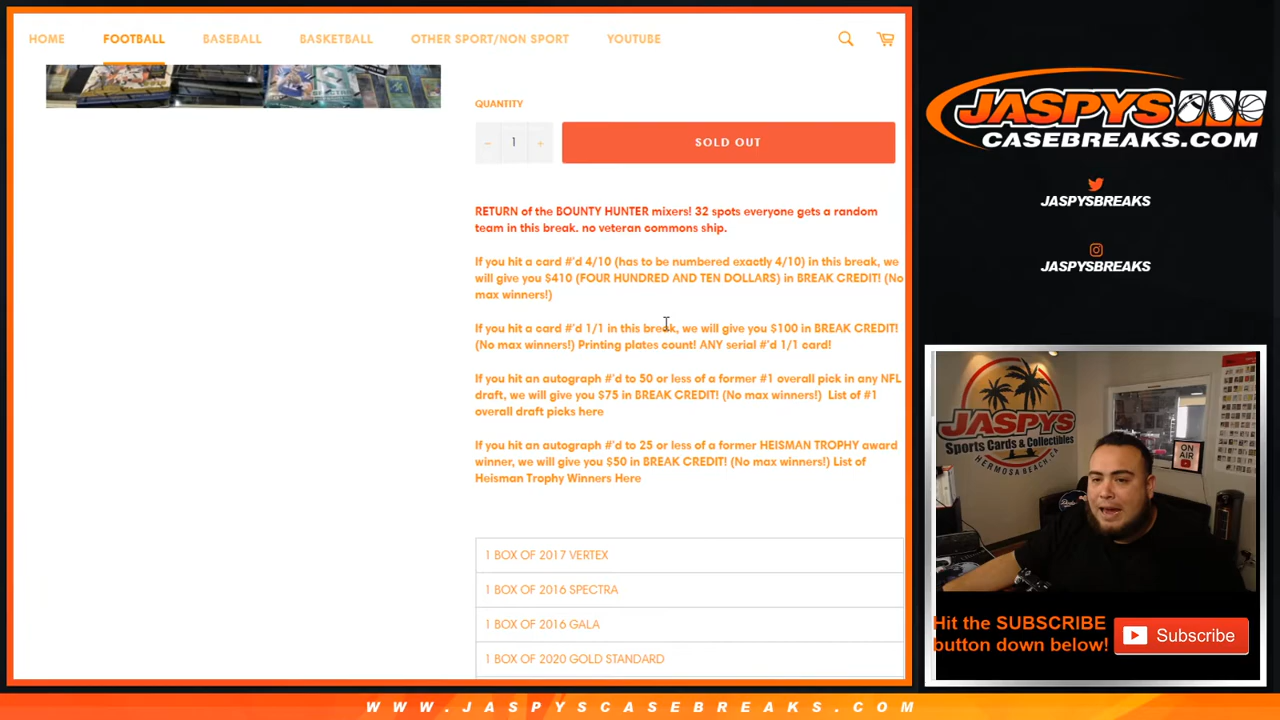 HOME FOOTBALL BASEBALL BASKETBALL OTHER SPORT/NON SPORT YOUTUBE
QUANTITY
− 1 +
SOLD OUT
RETURN of the BOUNTY HUNTER mixers! 32 spots everyone gets a random
team in this break. no veteran commons ship.
If you hit a card #'d 4/10 (has to be numbered exactly 4/10) in this break, we
will give you $410 (FOUR HUNDRED AND TEN DOLLARS) in BREAK CREDIT! (No
max winners!)
If you hit a card #'d 1/1 in this break, we will give you $100 in BREAK CREDIT!
(No max winners!) Printing plates count! ANY serial #'d 1/1 card!
If you hit an autograph #'d to 50 or less of a former #1 overall pick in any NFL
draft, we will give you $75 in BREAK CREDIT! (No max winners!) List of #1
overall draft picks here
If you hit an autograph #'d to 25 or less of a former HEISMAN TROPHY award
winner, we will give you $50 in BREAK CREDIT! (No max winners!) List of
Heisman Trophy Winners Here
1 BOX OF 2017 VERTEX
1 BOX OF 2016 SPECTRA
1 BOX OF 2016 GALA
1 BOX OF 2020 GOLD STANDARD
JASPYS
CASEBREAKS.COM
JASPYSBREAKS
JASPYSBREAKS
JASPYS
Sports Cards & Collectibles
HERMOSA BEACH, CA
ON
AIR
Hit the SUBSCRIBE
button down below!
Subscribe
WWW.JASPYSCASEBREAKS.COM